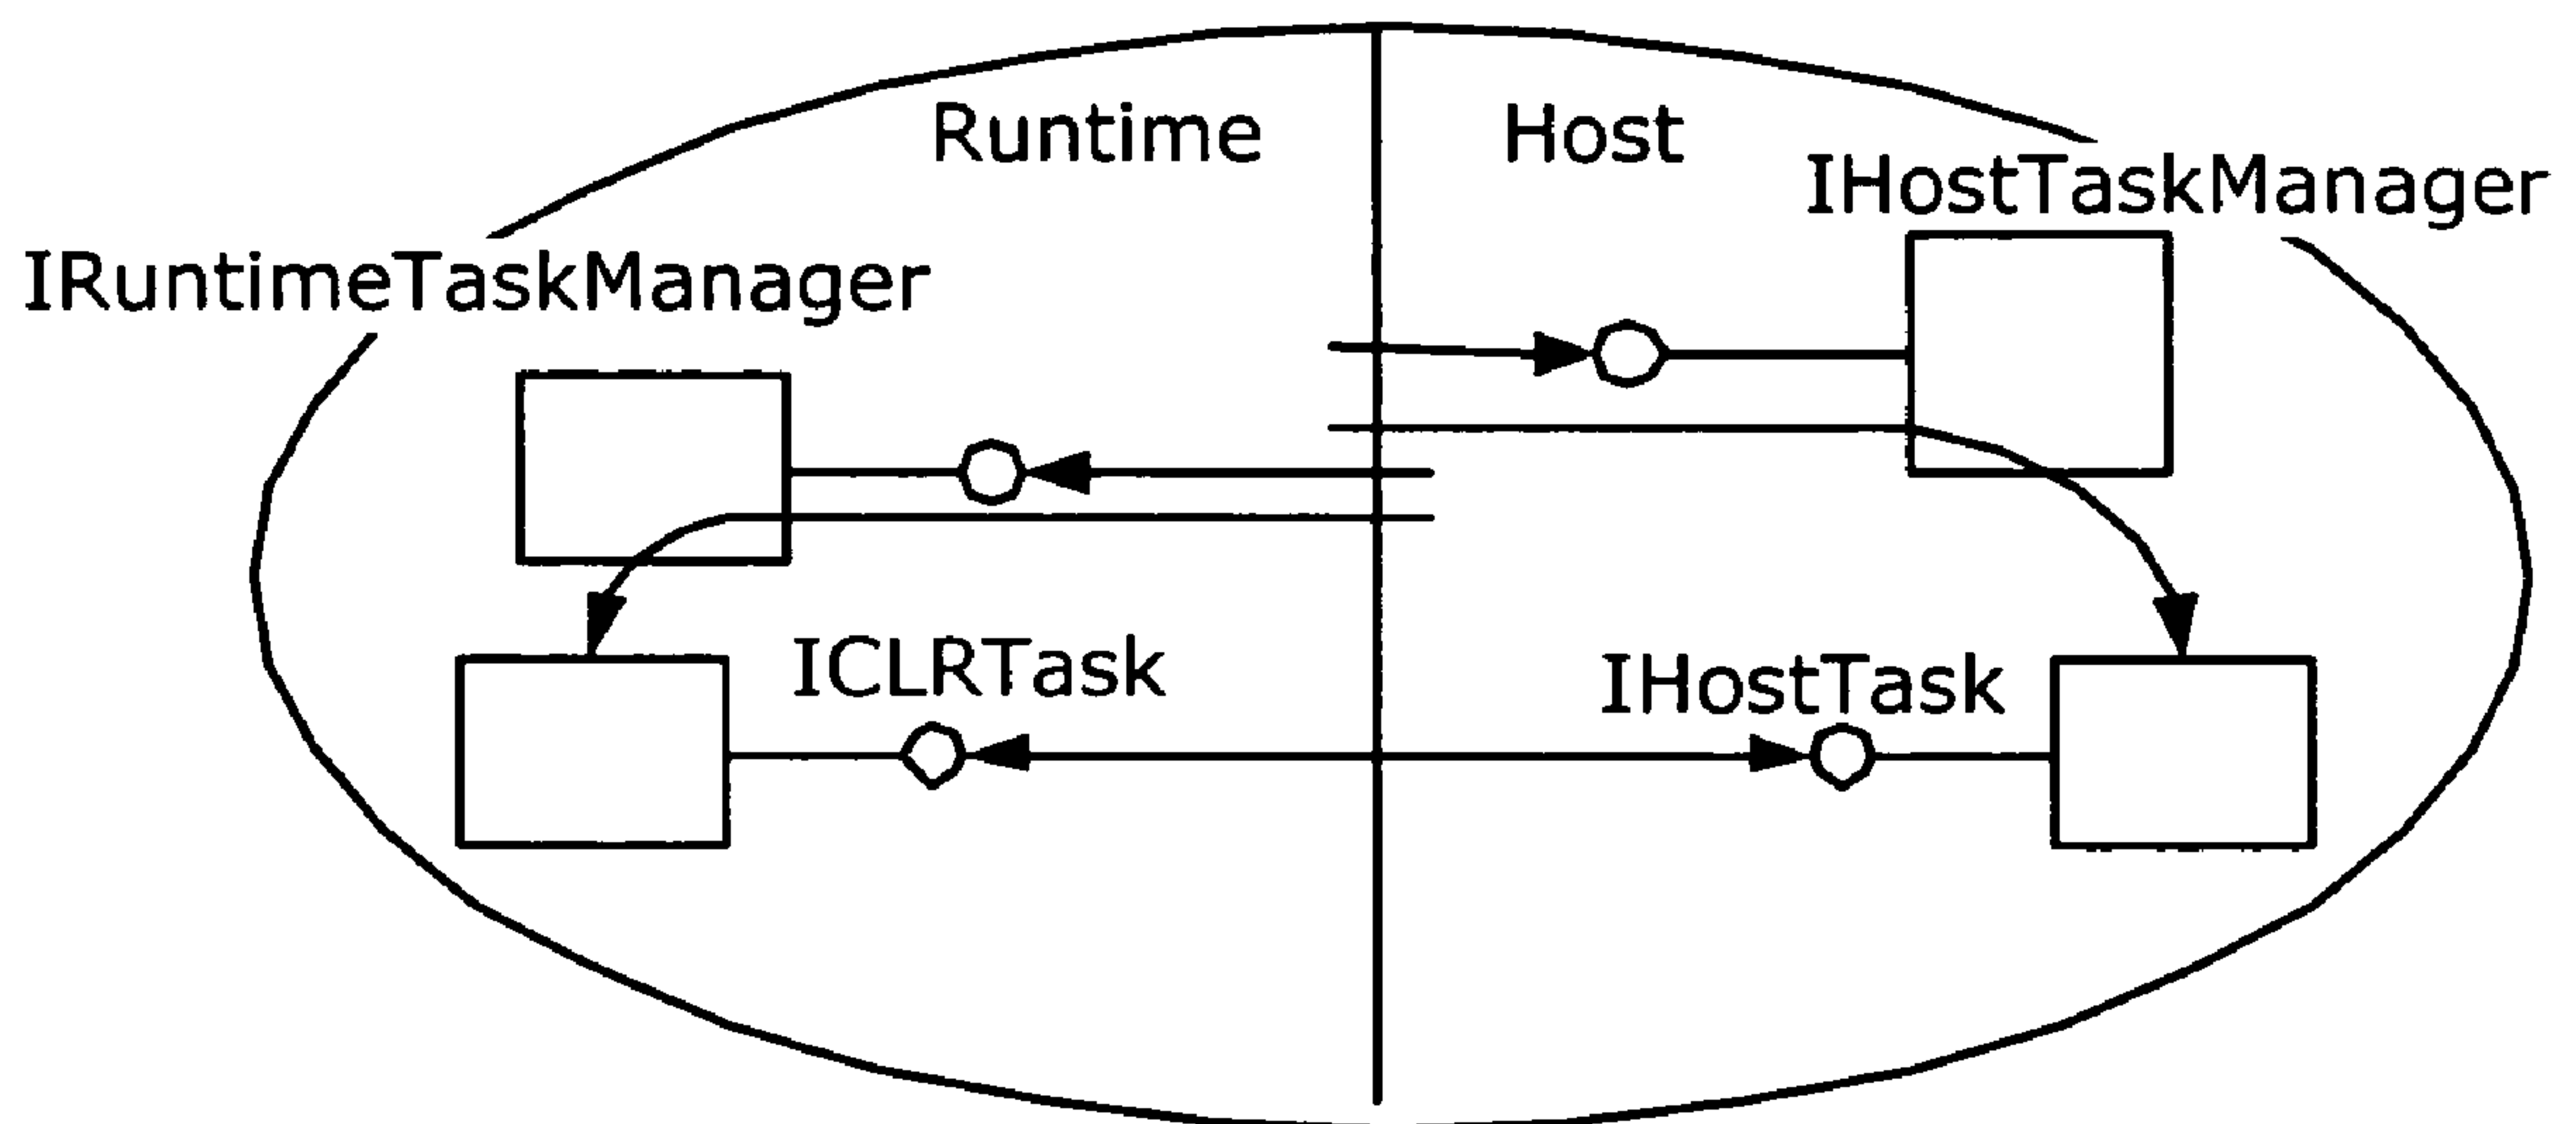 Runtime
Host
IHostTaskManager
IRuntimeTaskManager
ICLRTask
IHostTask